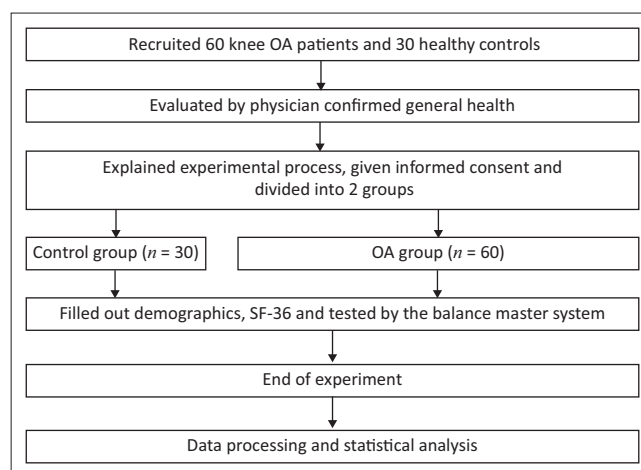 Recruited 60 knee OA patients and 30 healthy controls
Evaluated by physician confirmed general health
Explained experimental process, given informed consent and
divided into 2 groups
Control group (n = 30)
OA group (n = 60)
Filled out demographics, SF-36 and tested by the balance master system
End of experiment
Data processing and statistical analysis